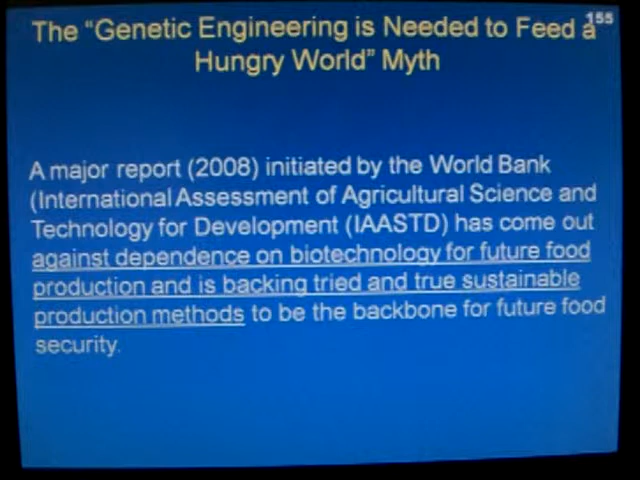 155
The “Genetic Engineering is Needed to Feed a
Hungry World” Myth
A major report (2008) initiated by the World Bank
(International Assessment of Agricultural Science and
Technology for Development (IAASTD) has come out
against dependence on biotechnology for future food
production and is backing tried and true sustainable
production methods to be the backbone for future food
security.